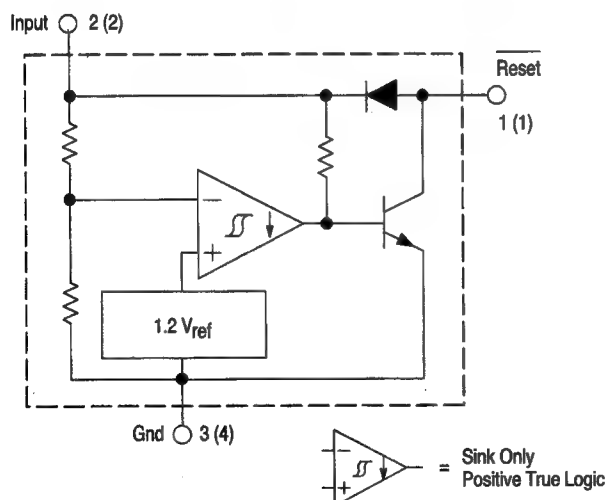 Input 2 (2)
Reset
1 (1)
−
+
1.2 Vref
Gnd 3 (4)
−
+
= Sink Only
Positive True Logic